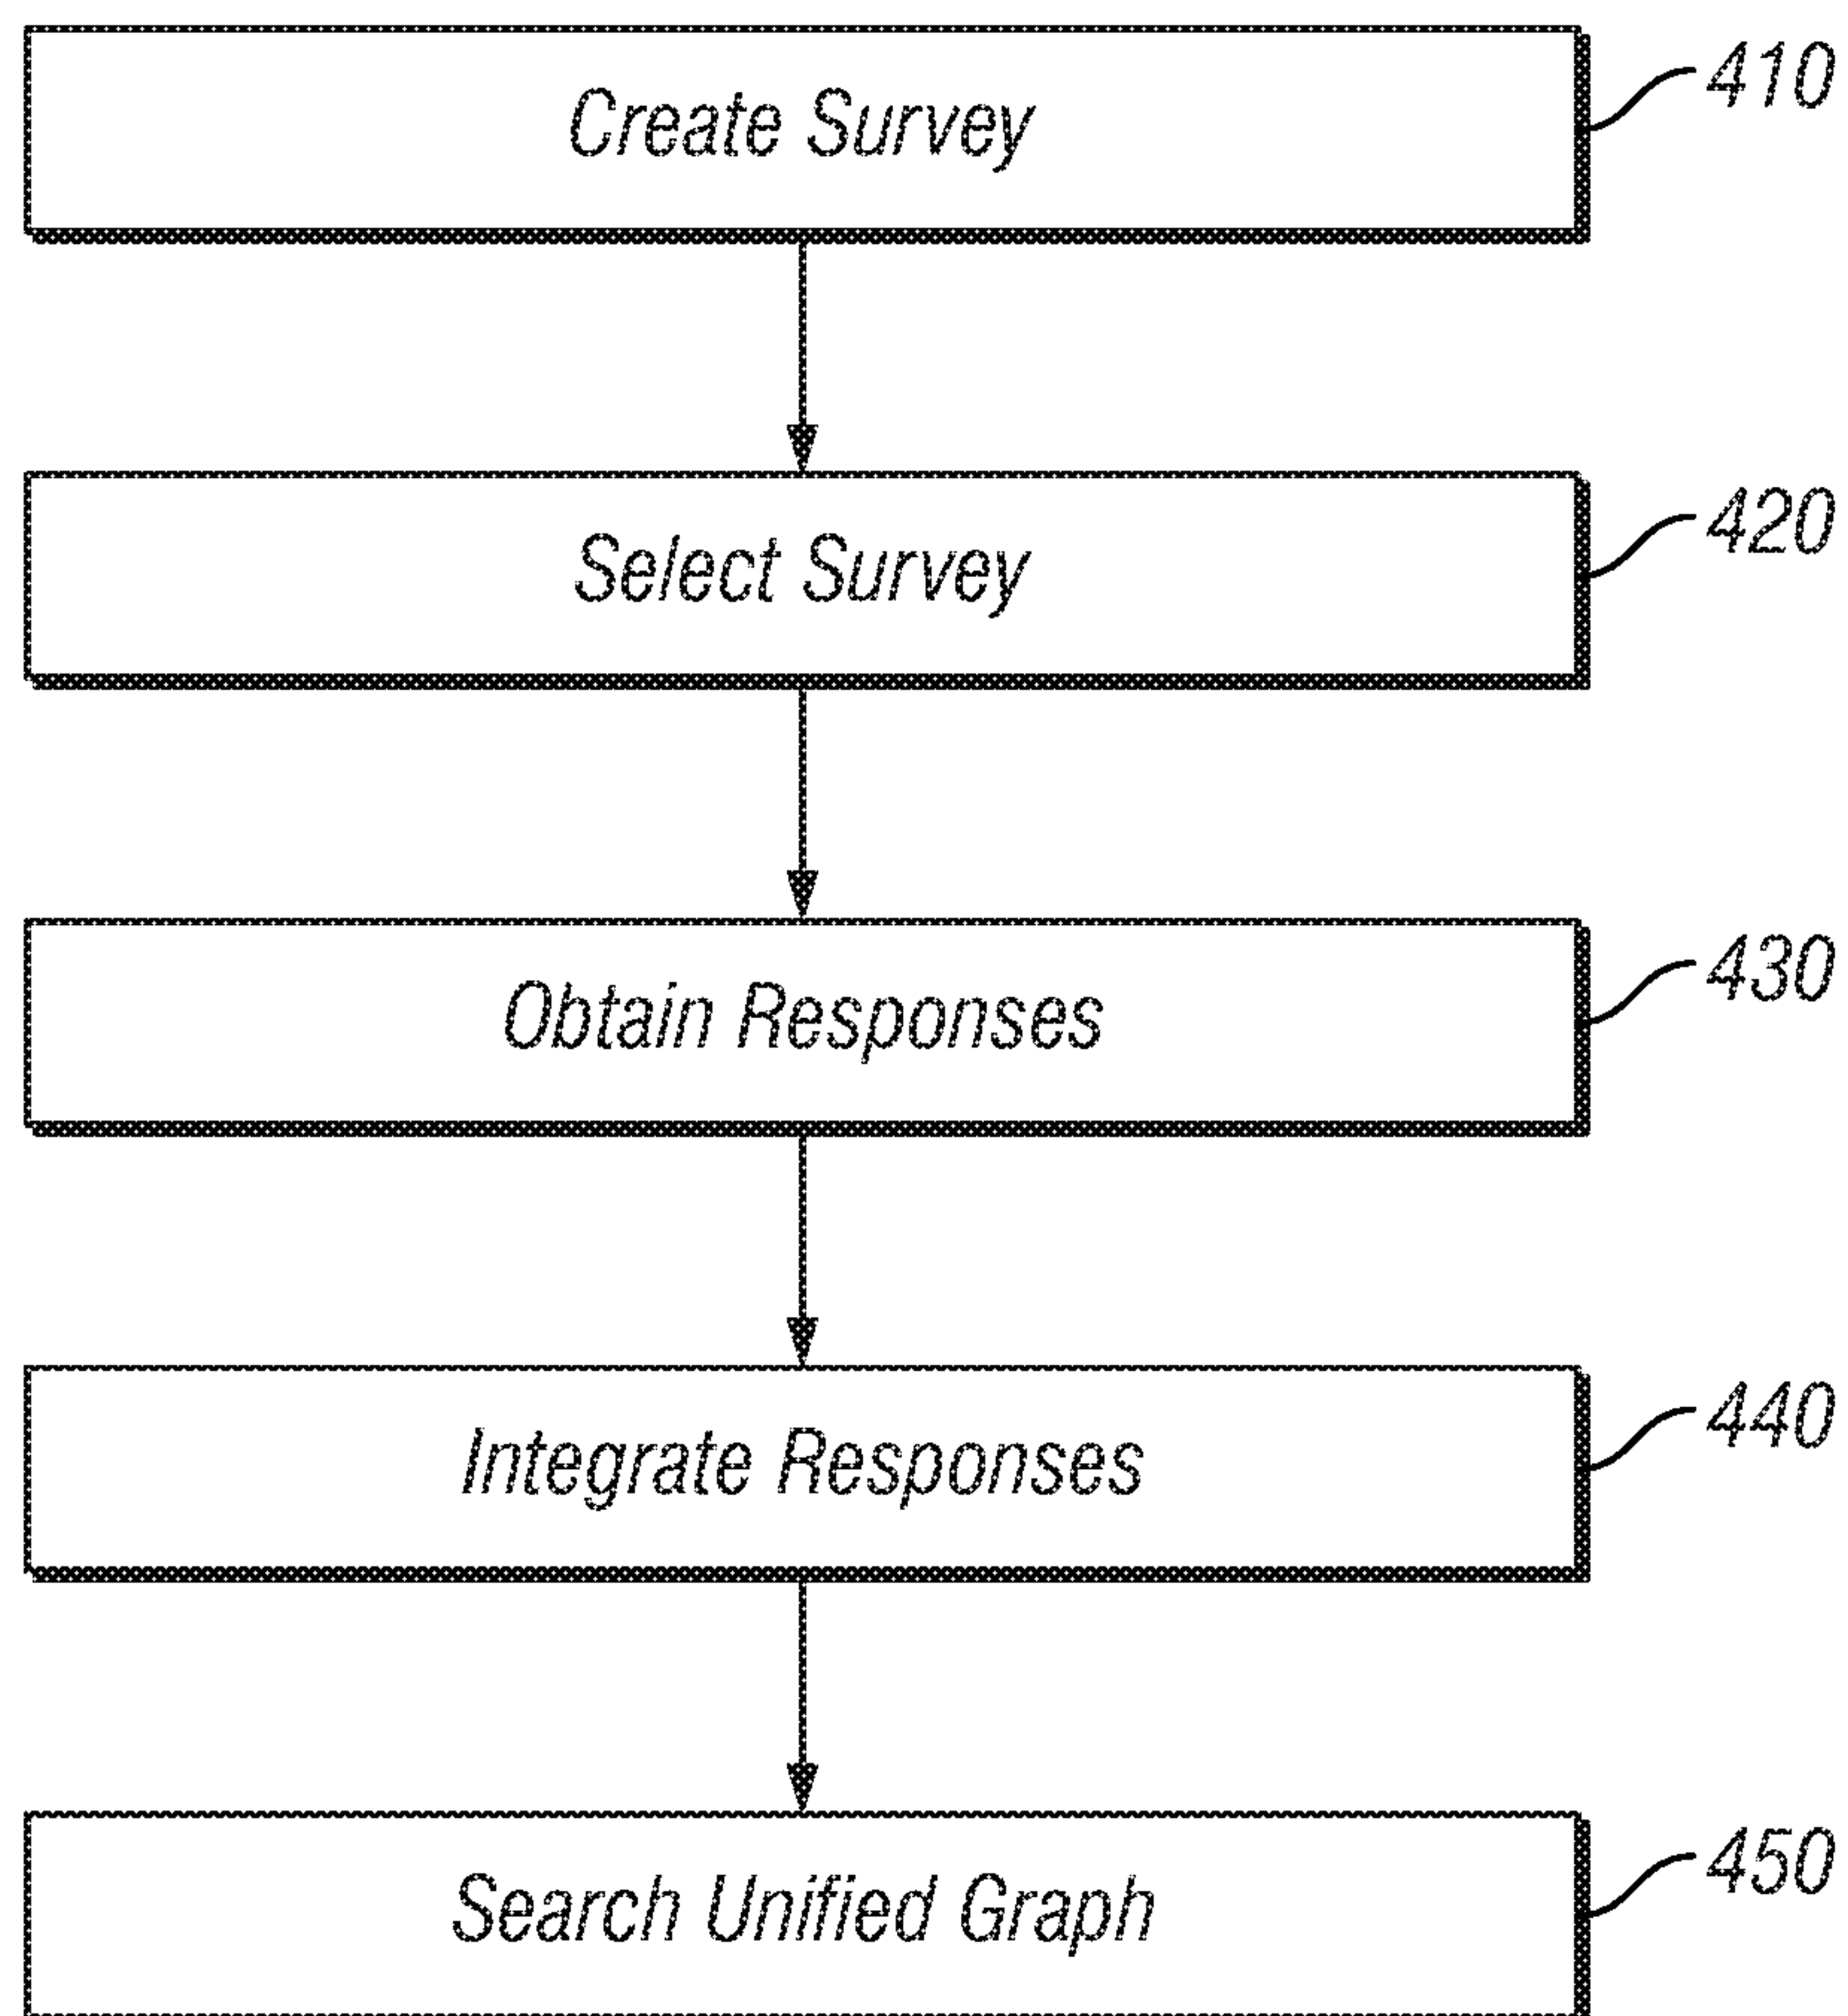 Create Survey
410
Select Survey
420
Obtain Responses
430
Integrate Responses
440
Search Unified Graph
450